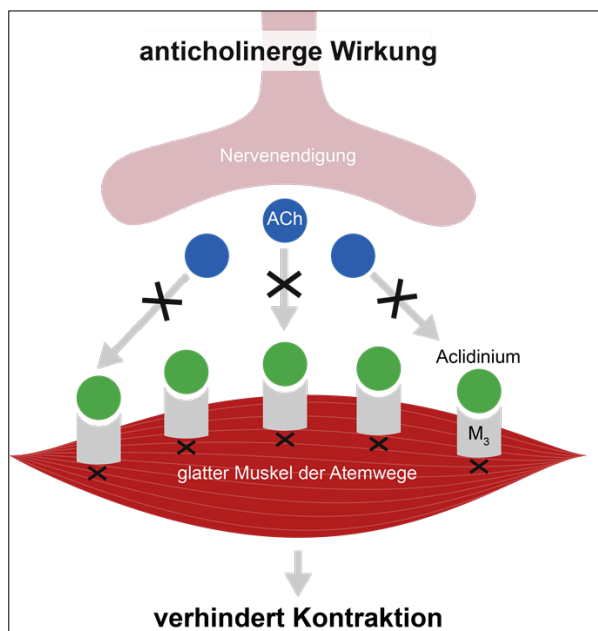 anticholinerge Wirkung
Nervenendigung
ACh
Aclidinium
M₃
glatter Muskel der Atemwege
verhindert Kontraktion